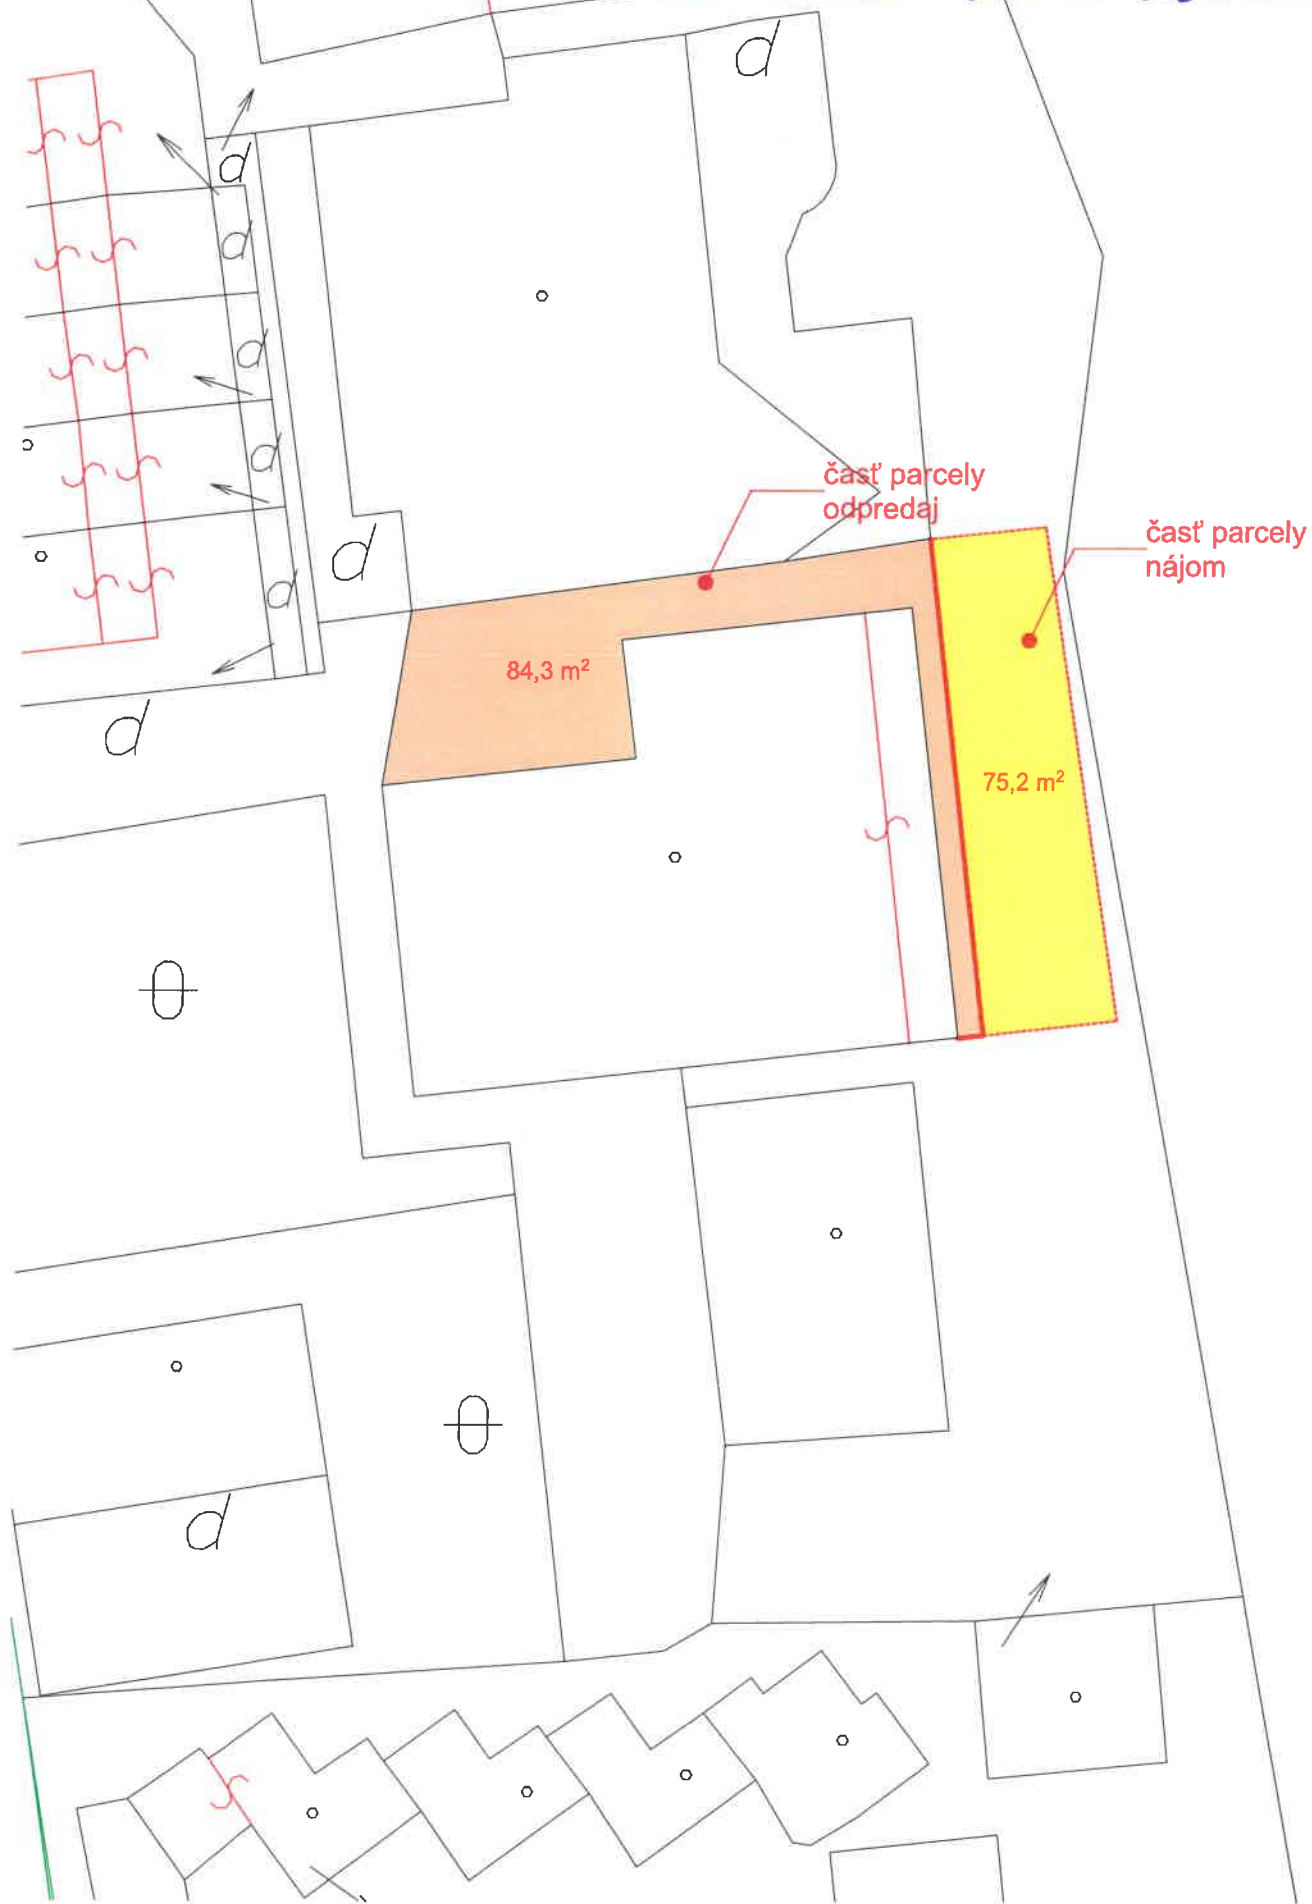 časť parcely
odpredaj
časť parcely
nájom
84,3 m²
75,2 m²